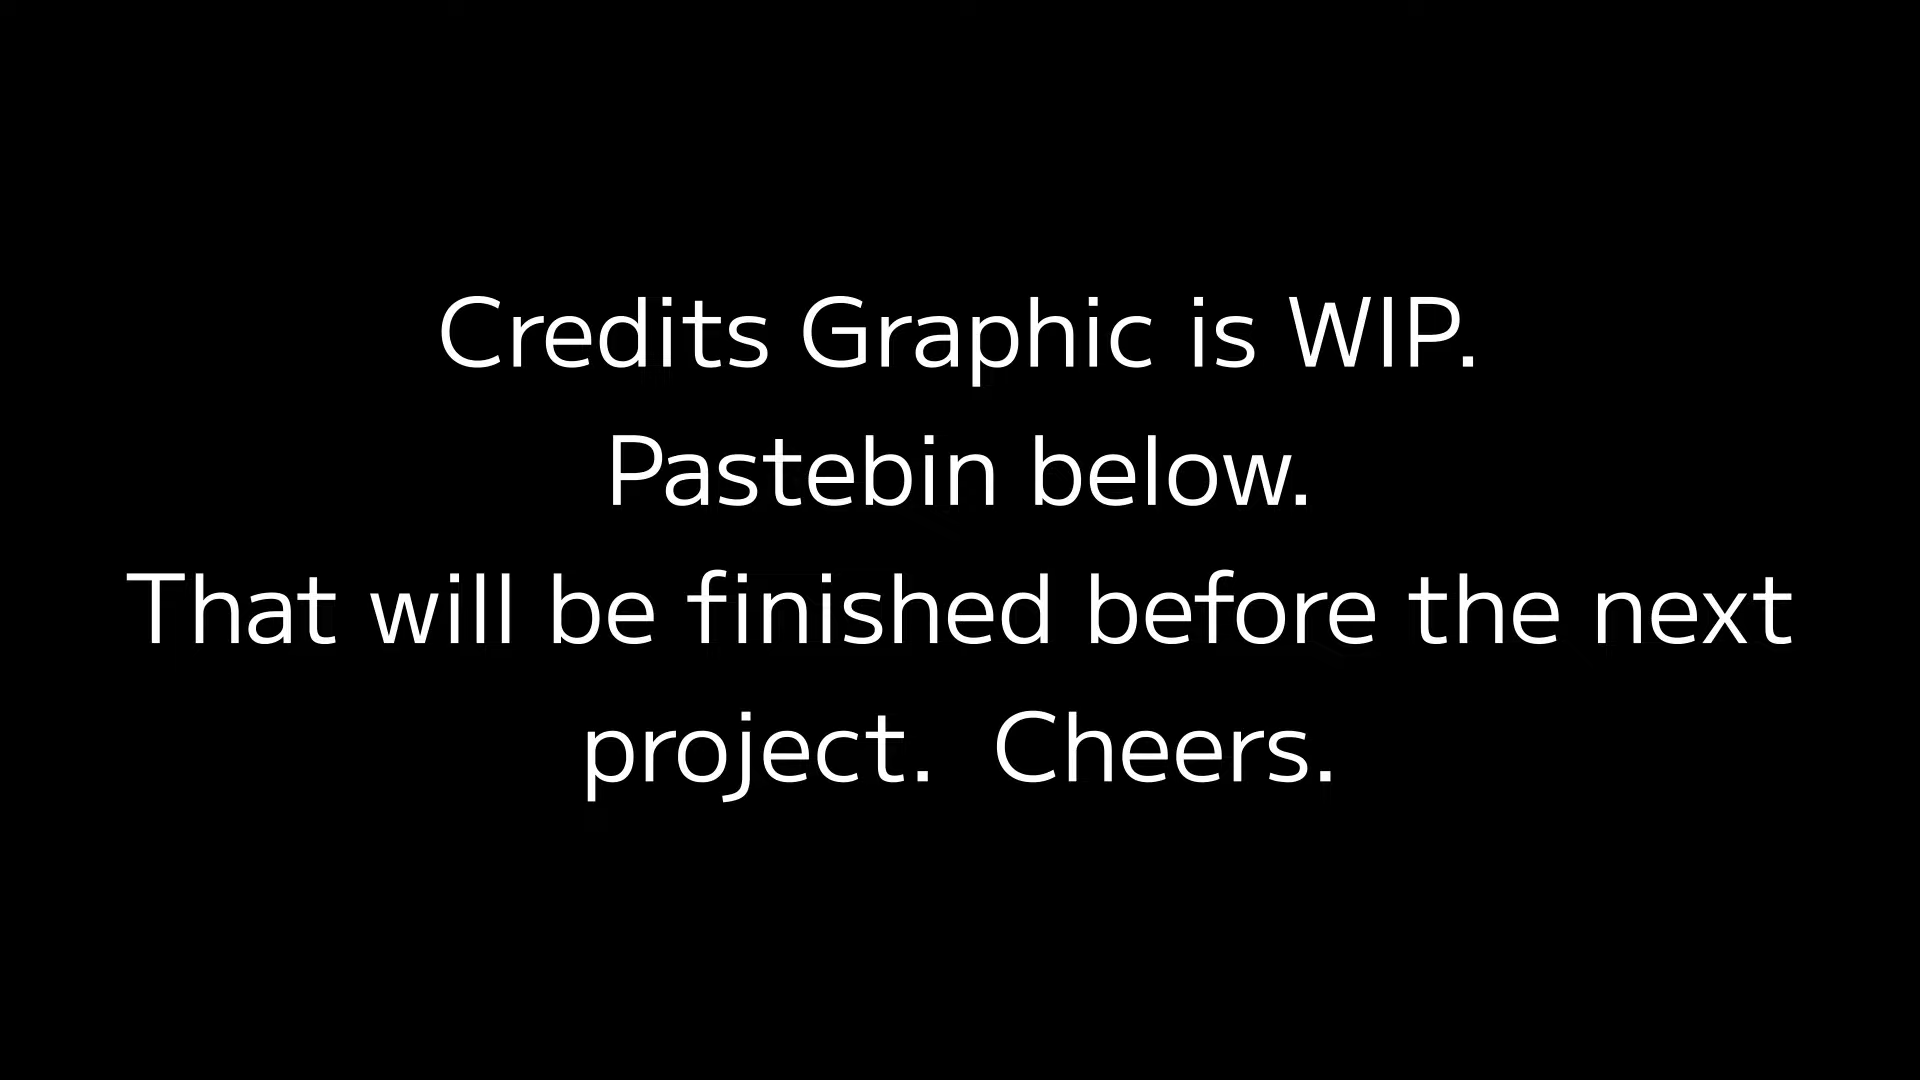 Credits Graphic is WIP.
Pastebin below.
That will be finished before the next
project.  Cheers.